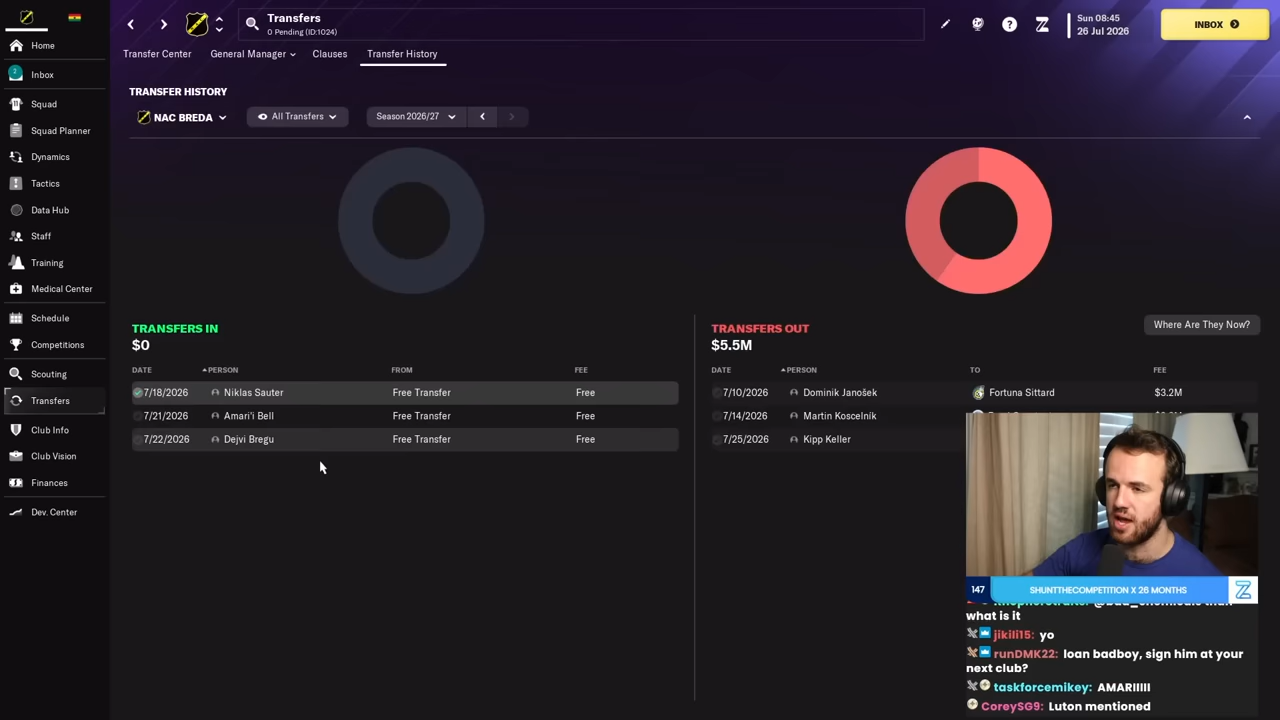 Home
2
Inbox
Squad
Squad Planner
Dynamics
Tactics
Data Hub
Staff
Training
Medical Center
Schedule
Competitions
Scouting
Transfers
Club Info
Club Vision
Finances
Dev. Center
Transfers
0 Pending (ID:1024)
Sun 08:45
26 Jul 2026
INBOX
Transfer Center
General Manager
Clauses
Transfer History
TRANSFER HISTORY
NAC BREDA
All Transfers
Season 2026/27
TRANSFERS IN
$0
DATE PERSON FROM FEE
7/18/2026 Niklas Sauter Free Transfer Free
7/21/2026 Amari'i Bell Free Transfer Free
7/22/2026 Dejvi Bregu Free Transfer Free
TRANSFERS OUT
$5.5M
Where Are They Now?
DATE PERSON TO FEE
7/10/2026 Dominik Janošek Fortuna Sittard $3.2M
7/14/2026 Martin Koscelník
7/25/2026 Kipp Keller
147
SHUNTTHECOMPETITION X 26 MONTHS
Z
what is it
jikili15: yo
runDMK22: loan badboy, sign him at your
next club?
taskforcemikey: AMARIIIII
CoreySG9: Luton mentioned